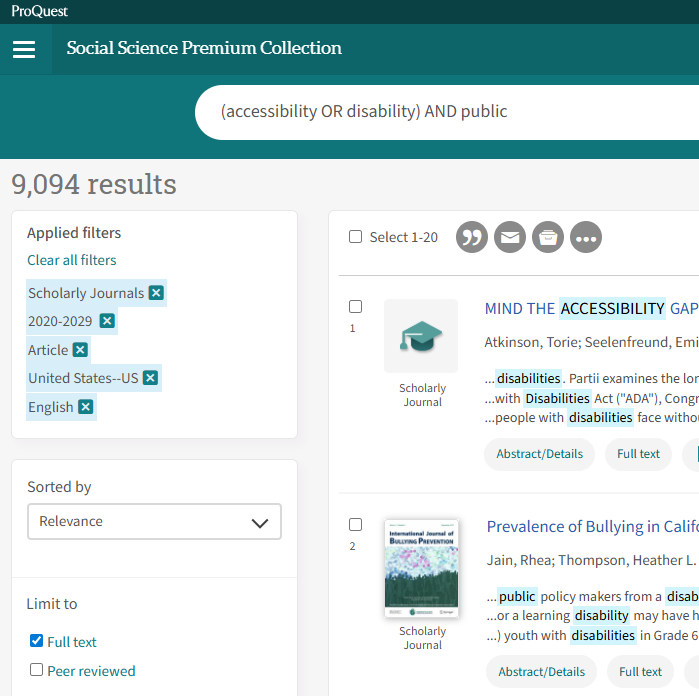 ProQuest
Social Science Premium Collection
(accessibility OR disability) AND public
9,094 results
Applied filters
Clear all filters
Scholarly Journals
2020-2029
Article
United States--US
English
Sorted by
Relevance
Limit to
Full text
Peer reviewed
Select 1-20
1
Scholarly
Journal
MIND THE ACCESSIBILITY GAP
Atkinson, Torie; Seelenfreund, Emi
...disabilities. Partii examines the lon
...with Disabilities Act ("ADA"), Congr
...people with disabilities face withou
Abstract/Details
Full text
2
International Journal of
BULLYING PREVENTION
Scholarly
Journal
Prevalence of Bullying in Califo
Jain, Rhea; Thompson, Heather L.
...public policy makers from a disab
...or a learning disability may have h
...) youth with disabilities in Grade 6
Abstract/Details
Full text